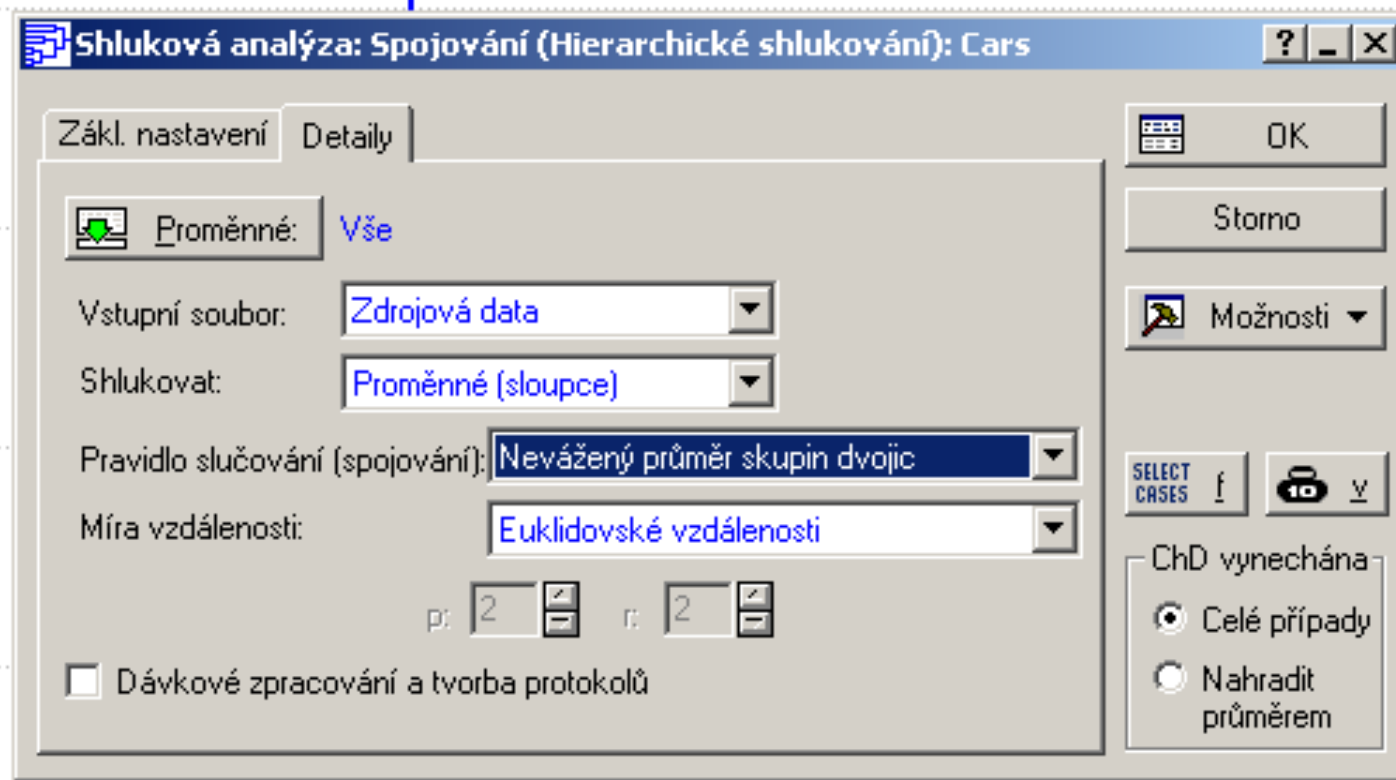 Shluková analýza: Spojování (Hierarchické shlukování): Cars
Zákl. nastavení
Detaily
Proměnné:
Vše
Vstupní soubor:
Zdrojová data
Shlukovat:
Proměnné (sloupce)
Pravidlo slučování (spojování):
Nevážený průměr skupin dvojic
Míra vzdálenosti:
Euklidovské vzdálenosti
p: 2
r: 2
Dávkové zpracování a tvorba protokolů
OK
Storno
Možnosti
SELECT
CASES
f
10
v
ChD vynechána
Celé případy
Nahradit
průměrem